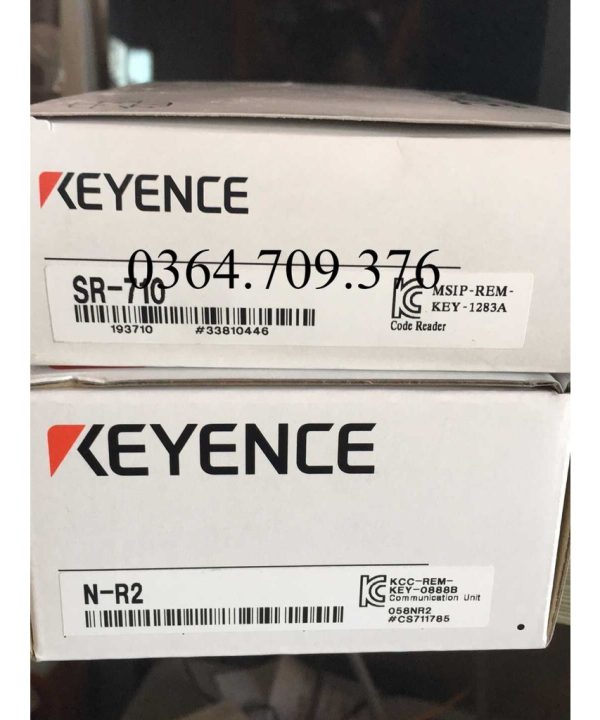 KEYENCE
0364.709.376
SR-710
193710 #33810446
MSIP-REM-
KEY-1283A
Code Reader
KEYENCE
N-R2
KCC-REM-
KEY-0888B
Communication Unit
058NR2
#CS711785